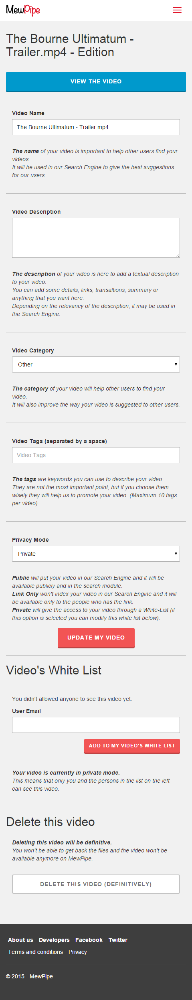 MewPipe
The Bourne Ultimatum -
Trailer.mp4 - Edition
VIEW THE VIDEO
Video Name
The Bourne Ultimatum - Trailer.mp4
The name of your video is important to help other users find your
videos.
It will be used in our Search Engine to give the best suggestions
for our users.
Video Description
The description of your video is here to add a textual description
to your video.
You can add some details, links, transaltions, summary or
anything that you want here.
Depending on the relevancy of the description, it may be used in
the Search Engine.
Video Category
Other
The category of your video will help other users to find your
video.
It will also improve the way your video is suggested to other users.
Video Tags (separated by a space)
Video Tags
The tags are keywords you can use to describe your video.
They are not the most important point, but if you choose them
wisely they will help us to promote your video. (Maximum 10 tags
per video)
Privacy Mode
Private
Public will put your video in our Search Engine and it will be
available publicly and in the search module.
Link Only won't index your video in our Search Engine and it will
be available only to the people who has the link.
Private will give the access to your video through a White-List (if
this option is selected you can modify this white list below).
UPDATE MY VIDEO
Video's White List
You didn't allowed anyone to see this video yet.
User Email
ADD TO MY VIDEO'S WHITE LIST
Your video is currently in private mode.
This means that only you and the persons in the list on the left
can see this video.
Delete this video
Deleting this video will be definitive.
You won't be able to get back the files and the video won't be
available anymore on MewPipe.
DELETE THIS VIDEO (DEFINITIVELY)
About us Developers Facebook Twitter
Terms and conditions Privacy
© 2015 - MewPipe